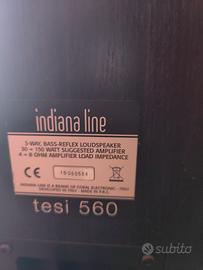 indiana line
3-WAY, BASS-REFLEX LOUDSPEAKER
30 ÷ 150 WATT SUGGESTED AMPLIFIER
4 ÷ 8 OHM AMPLIFIER LOAD IMPEDANCE
CE
INDIANA LINE IS A BRAND OF CORAL ELECTRONIC - ITALY
DEVELOPED IN ITALY - MADE IN P.R.C.
tesi 560
subito